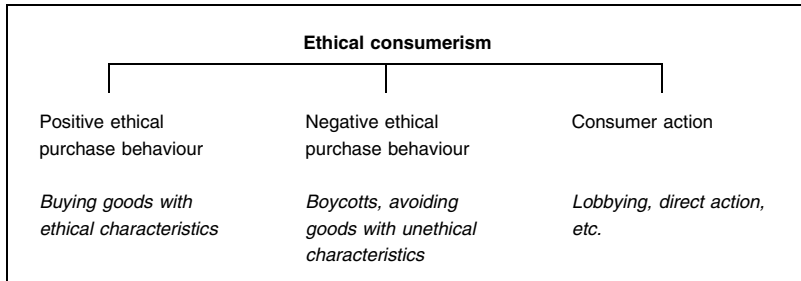 Ethical consumerism
Positive ethical
purchase behaviour
Buying goods with
ethical characteristics
Negative ethical
purchase behaviour
Boycotts, avoiding
goods with unethical
characteristics
Consumer action
Lobbying, direct action,
etc.